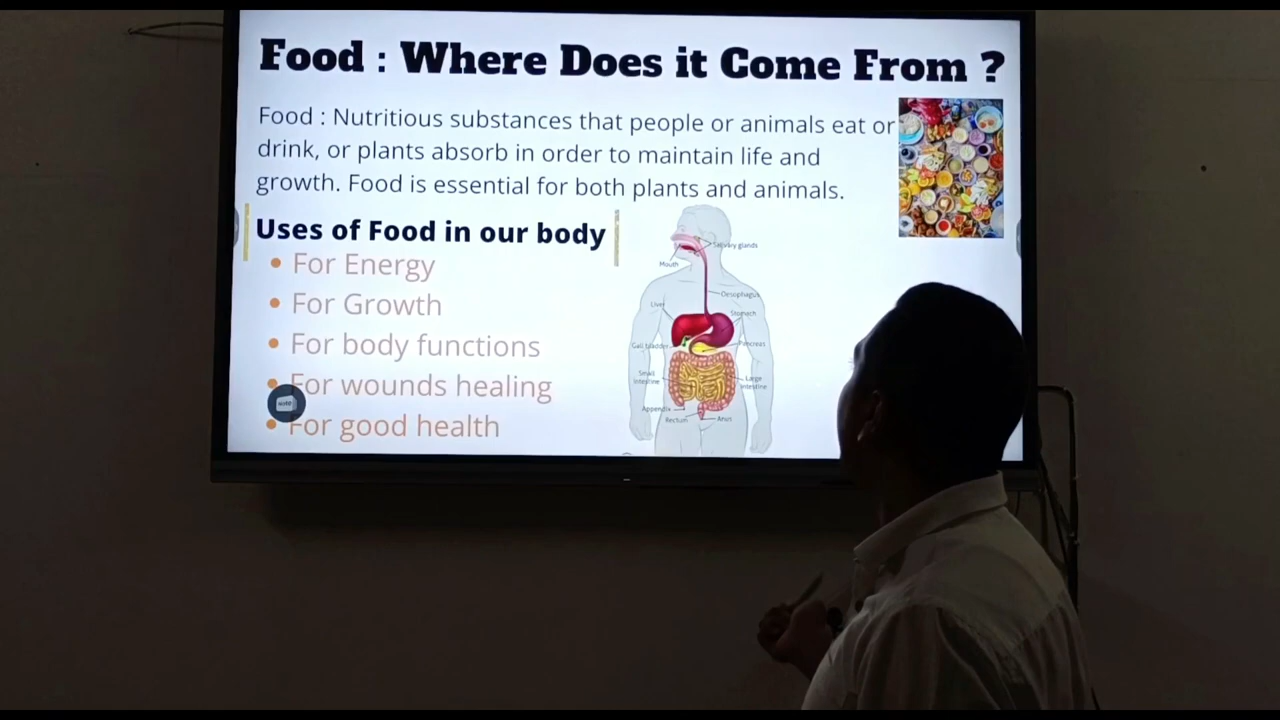 Food : Where Does it Come From ?
Food : Nutritious substances that people or animals eat or
drink, or plants absorb in order to maintain life and
growth. Food is essential for both plants and animals.
Uses of Food in our body
• For Energy
• For Growth
• For body functions
• For wounds healing
• For good health
Salivary glands
Mouth
Oesophagus
Liver
Stomach
Gall bladder
Pancreas
Small
intestine
Large
intestine
Appendix
Rectum
Anus